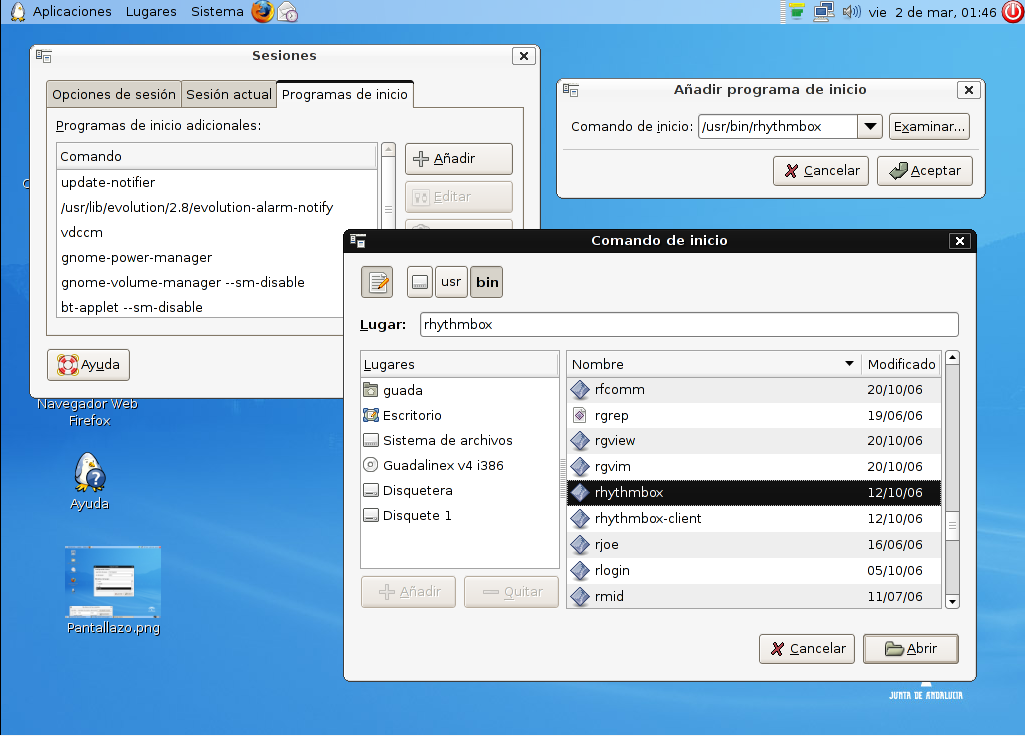 Aplicaciones Lugares Sistema vie 2 de mar, 01:46
Sesiones
Opciones de sesión Sesión actual Programas de inicio
Programas de inicio adicionales:
Comando
update-notifier
/usr/lib/evolution/2.8/evolution-alarm-notify
vdccm
gnome-power-manager
gnome-volume-manager --sm-disable
bt-applet --sm-disable
Añadir
Editar
Ayuda
Añadir programa de inicio
Comando de inicio: /usr/bin/rhythmbox Examinar...
Cancelar Aceptar
Comando de inicio
usr bin
Lugar: rhythmbox
Lugares
guada
Escritorio
Sistema de archivos
Guadalinex v4 i386
Disquetera
Disquete 1
Añadir Quitar
Nombre Modificado
rfcomm 20/10/06
rgrep 19/06/06
rgview 20/10/06
rgvim 20/10/06
rhythmbox 12/10/06
rhythmbox-client 12/10/06
rjoe 16/06/06
rlogin 05/10/06
rmid 11/07/06
Cancelar Abrir
Navegador Web
Firefox
Ayuda
Pantallazo.png
JUNTA DE ANDALUCIA